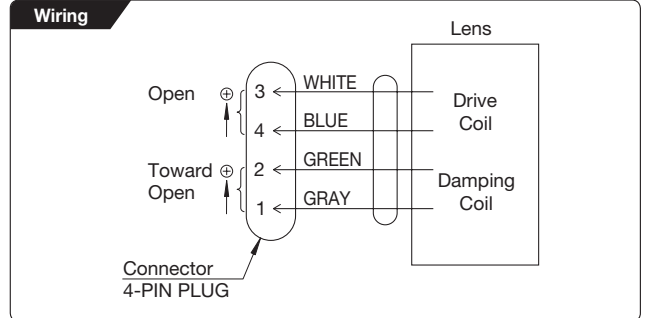 Wiring
Lens
Open ⊕ 3 WHITE
Drive
Coil
4 BLUE
Toward ⊕ 2 GREEN
Open
Damping
Coil
1 GRAY
Connector
4-PIN PLUG